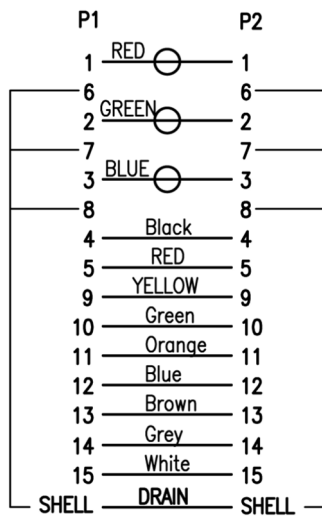 P1 P2
1 RED 1
6 6
2 GREEN 2
7 7
3 BLUE 3
8 8
4 Black 4
5 RED 5
9 YELLOW 9
10 Green 10
11 Orange 11
12 Blue 12
13 Brown 13
14 Grey 14
15 White 15
SHELL DRAIN SHELL